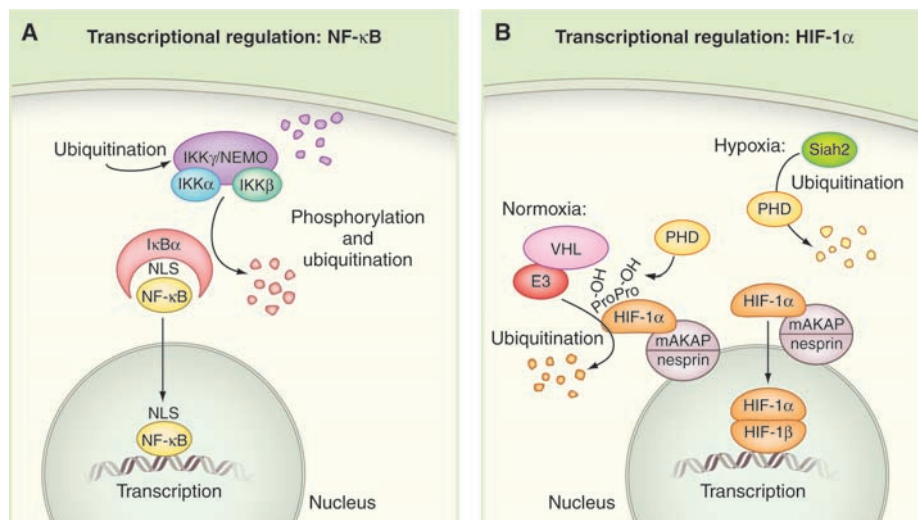 A
Transcriptional regulation: NF-κB
Ubiquitination
IKKγ/NEMO
IKKα
IKKβ
Phosphorylation
and
ubiquitination
IκBα
NLS
NF-κB
NLS
NF-κB
Transcription
Nucleus
B
Transcriptional regulation: HIF-1α
Hypoxia:
Siah2
Ubiquitination
PHD
Normoxia:
VHL
E3
PHD
-OH
-OH
ProPro
HIF-1α
mAKAP
nesprin
Ubiquitination
HIF-1α
mAKAP
nesprin
HIF-1α
HIF-1β
Transcription
Nucleus